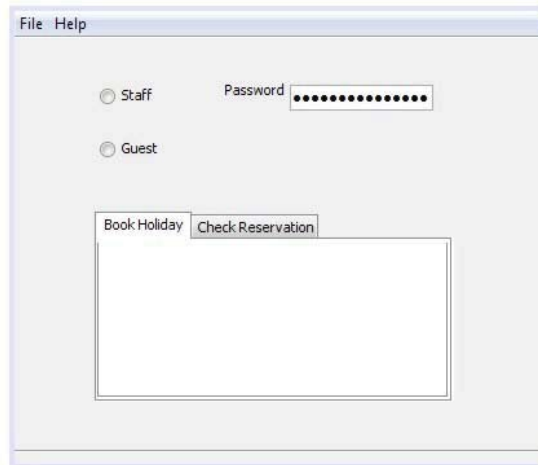 File Help
Staff Password •••••••••••••••
Guest
Book Holiday Check Reservation